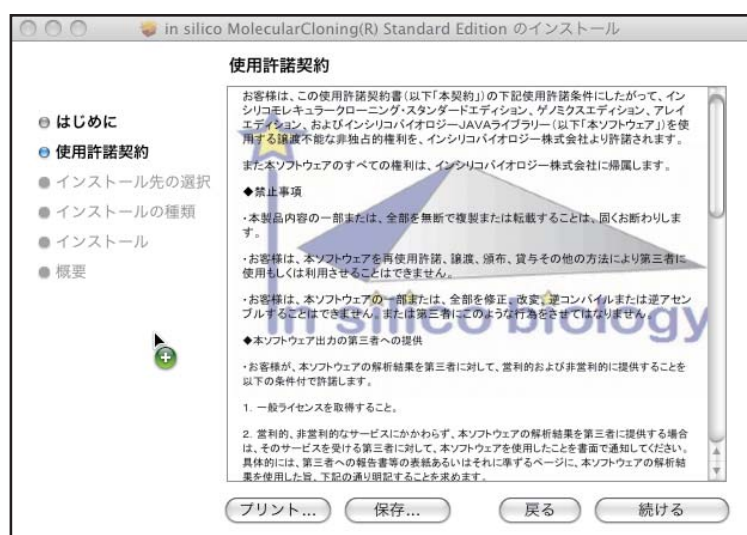 in silico MolecularCloning(R) Standard Edition のインストール
使用許諾契約
はじめに
使用許諾契約
インストール先の選択
インストールの種類
インストール
概要
お客様は、この使用許諾契約書(以下「本契約」)の下記使用許諾条件にしたがって、イン
シリコモレキュラークローニング・スタンダードエディション、ゲノミクスエディション、アレイ
エディション、およびインシリコバイオロジーJAVAライブラリー(以下「本ソフトウェア」)を使
用する譲渡不能な非独占的権利を、インシリコバイオロジー株式会社より許諾されます。
また本ソフトウェアのすべての権利は、インシリコバイオロジー株式会社に帰属します。
◆禁止事項
・本製品内容の一部または、全部を無断で複製または転載することは、固くお断わりしま
す。
・お客様は、本ソフトウェアを再使用許諾、譲渡、頒布、貸与その他の方法により第三者に
使用もしくは利用させることはできません。
・お客様は、本ソフトウェアの一部または、全部を修正、改変、逆コンパイルまたは逆アセン
ブルすることはできません。または第三者にこのような行為をさせてはなりません。
in silico biology
◆本ソフトウェア出力の第三者への提供
・お客様が、本ソフトウェアの解析結果を第三者に対して、営利的および非営利的に提供することを
以下の条件付で許諾します。
1. 一般ライセンスを取得すること。
2. 営利的、非営利的なサービスにかかわらず、本ソフトウェアの解析結果を第三者に提供する場合
は、そのサービスを受ける第三者に対して、本ソフトウェアを使用したことを書面で通知してください。
具体的には、第三者への報告書等の表紙あるいはそれに準ずるページに、本ソフトウェアの解析結
果を使用した旨、下記の通り明記することを求めます。
プリント... 保存... 戻る 続ける